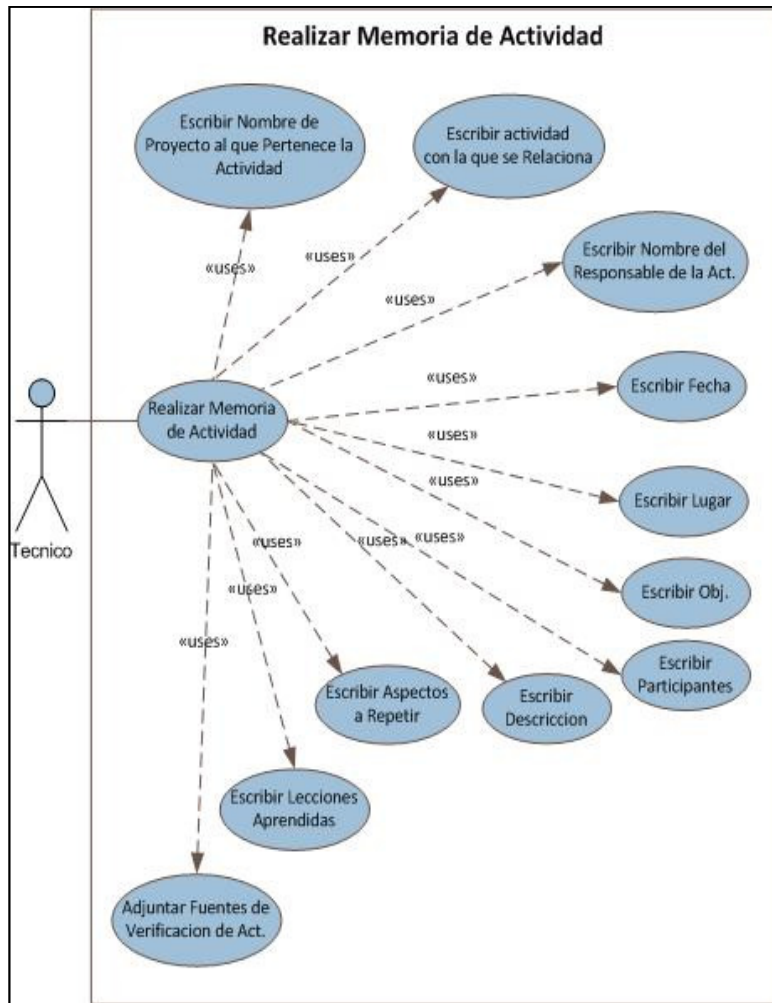 Realizar Memoria de Actividad
Escribir Nombre de
Proyecto al que Pertenece la
Actividad
Escribir actividad
con la que se Relaciona
Escribir Nombre del
Responsable de la Act.
«uses»
«uses»
«uses»
Escribir Fecha
«uses»
Realizar Memoria
de Actividad
«uses»
Escribir Lugar
«uses»
Tecnico
«uses»
«uses»
«uses»
Escribir Obj.
«uses»
«uses»
Escribir
Participantes
Escribir Aspectos
a Repetir
Escribir
Descriccion
Escribir Lecciones
Aprendidas
Adjuntar Fuentes de
Verificacion de Act.